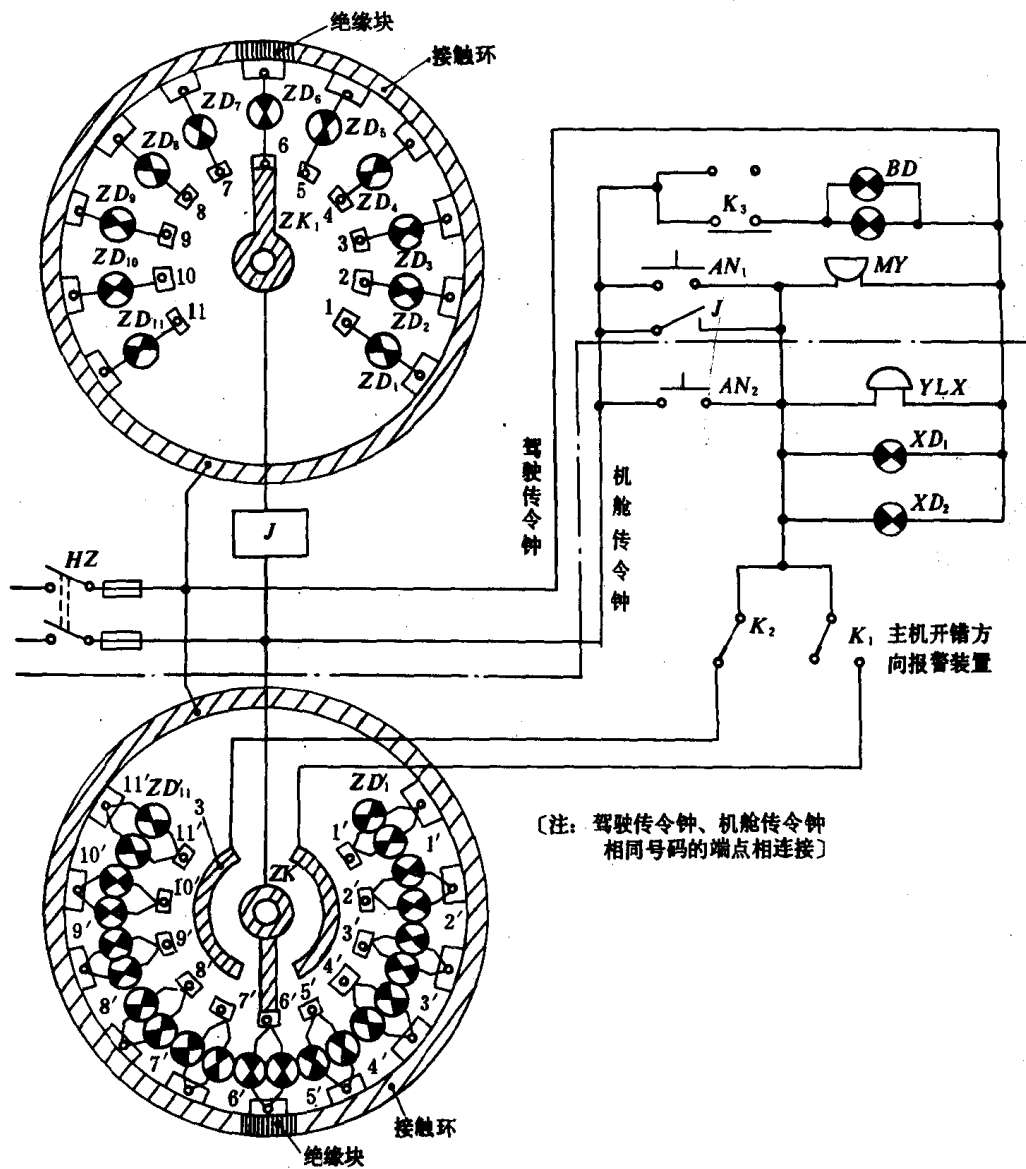 绝缘块
接触环
ZD₇
ZD₆
ZD₅
ZD₈
ZD₄
ZD₉
ZD₃
ZD₁₀
ZD₂
ZD₁₁
ZD₁
6
7
5
8
4
9
3
10
2
11
1
ZK₁
J
HZ
驾驶传令钟
机舱传令钟
BD
K₃
AN₁
MY
J
AN₂
YLX
XD₁
XD₂
K₂
K₁
主机开错方
向报警装置
11'
ZD'₁₁
3
ZD'₁
11'
1'
1'
10'
10'
ZK
2'
2'
9'
9'
3
3'
8'
8'
4'
4'
7'
7'
6'
5'
6'
5'
接触环
绝缘块
〔注：驾驶传令钟、机舱传令钟
相同号码的端点相连接〕